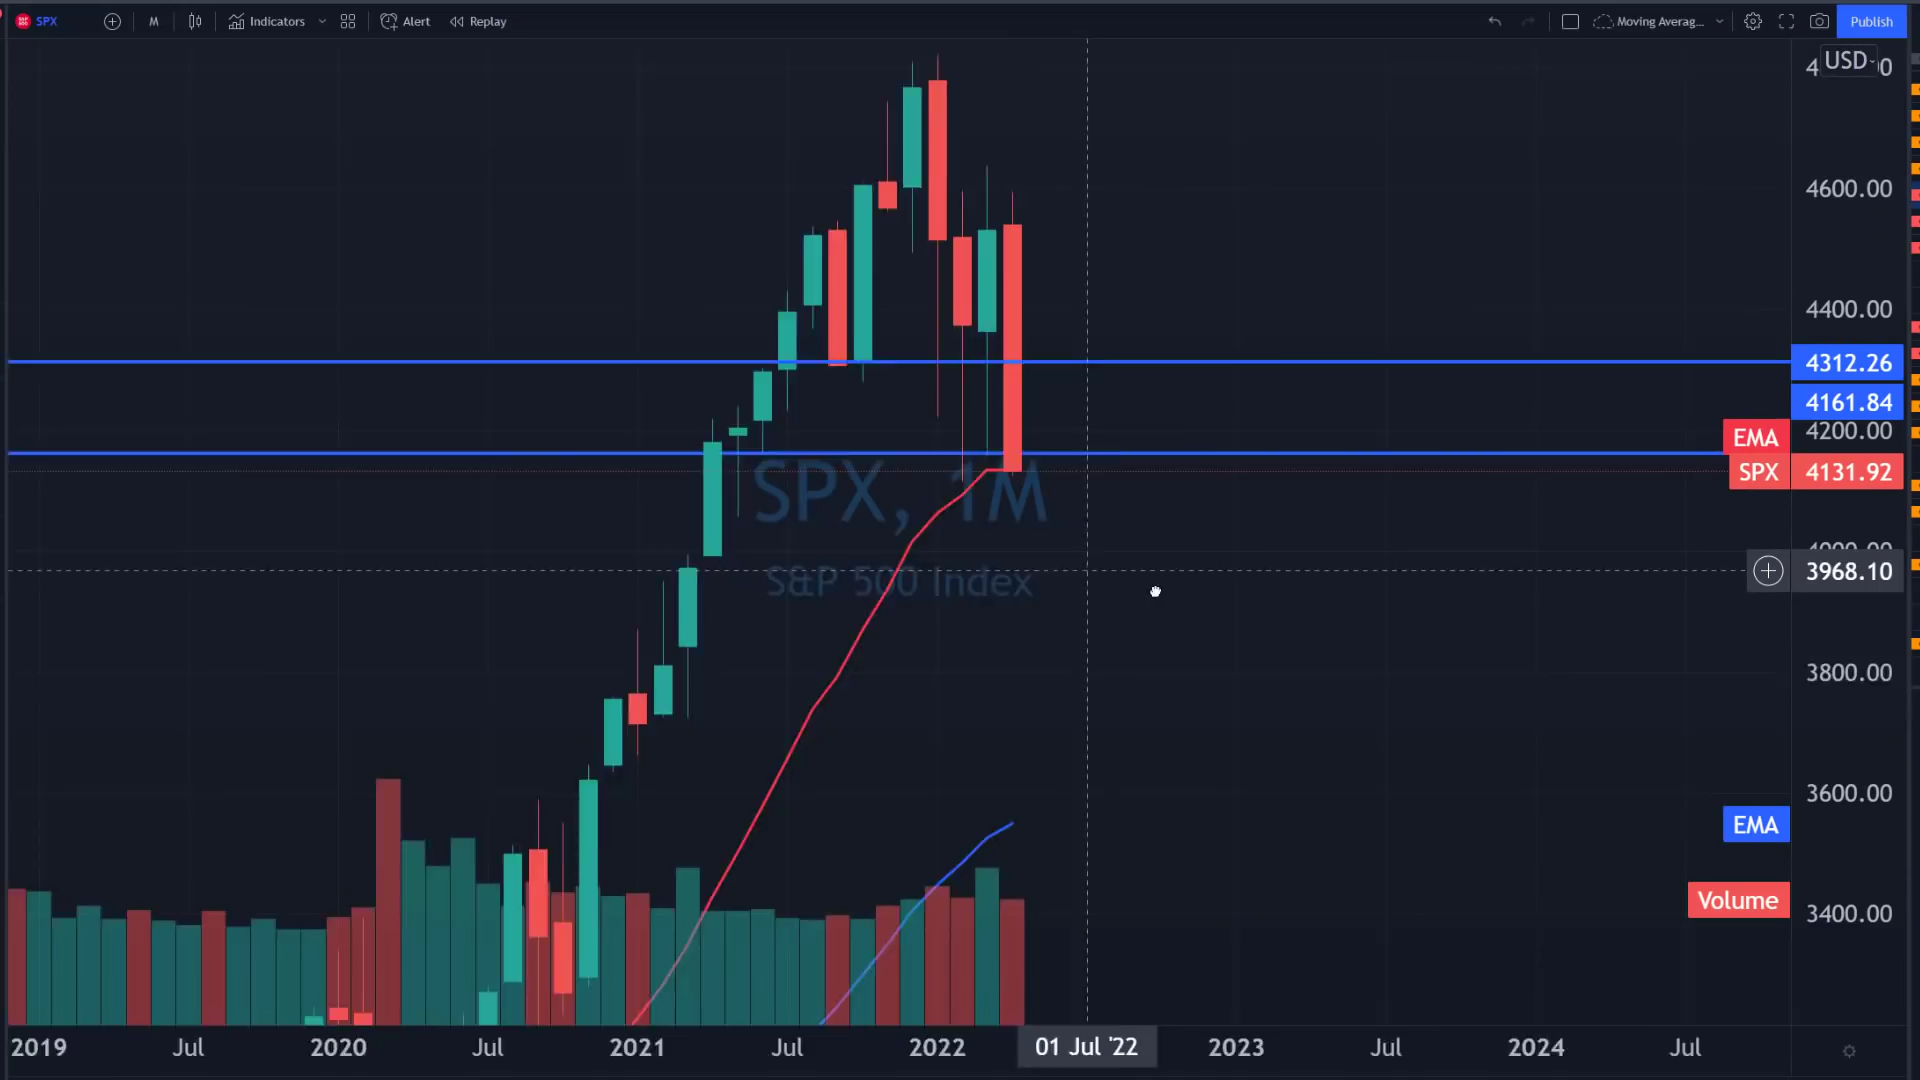 SPX
M
Indicators
Alert
Replay
Moving Averag...
Publish
USD
4600.00
4400.00
4312.26
4161.84
4200.00
EMA
SPX 4131.92
SPX, 1M
S&P 500 Index
3968.10
3800.00
3600.00
EMA
Volume
3400.00
2019 Jul 2020 Jul 2021 Jul 2022 01 Jul '22 2023 Jul 2024 Jul